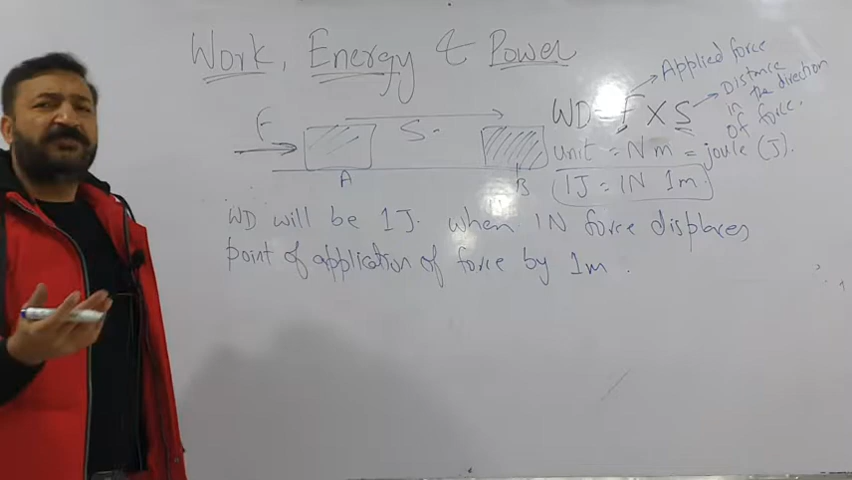 Work, Energy & Power
Applied force
Distance
in the direction
of force.
WD = F X S
F
S
A
B
unit = N m = joule (J).
1J = 1N 1m.
WD will be 1J. when 1N force displaces
point of application of force by 1m.